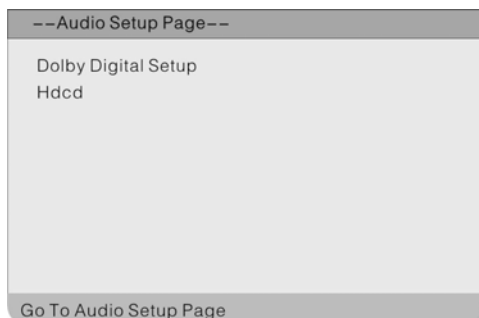 --Audio Setup Page--
Dolby Digital Setup
Hdcd
Go To Audio Setup Page